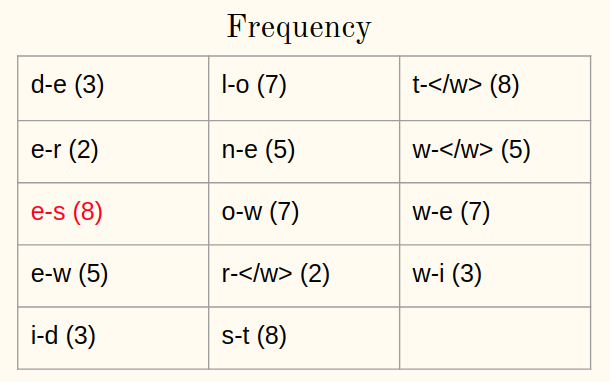 Frequency
d-e (3) l-o (7) t-</w> (8)
e-r (2) n-e (5) w-</w> (5)
e-s (8) o-w (7) w-e (7)
e-w (5) r-</w> (2) w-i (3)
i-d (3) s-t (8)